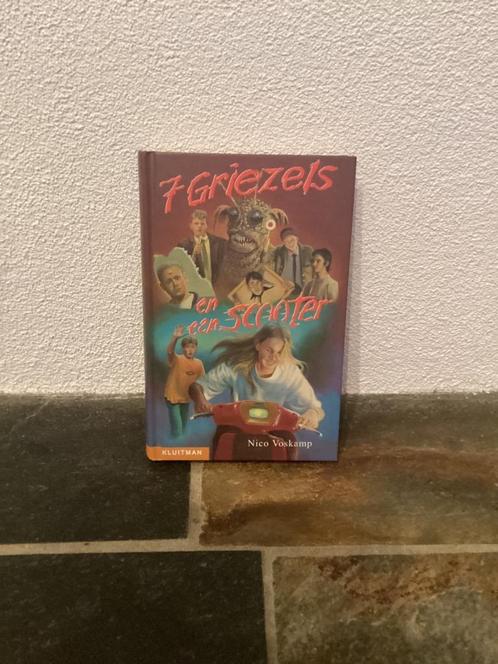 7 Griezels
en
een scooter
Nico Voskamp
KLUITMAN